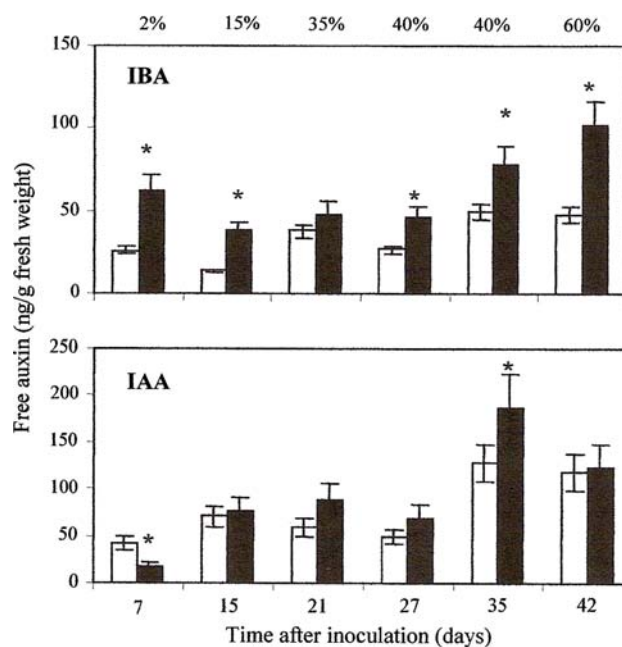 2% 15% 35% 40% 40% 60%
150
IBA
100
50
0
* * * * *
Free auxin (ng/g fresh weight)
250
IAA
200
150
100
50
0
* *
7 15 21 27 35 42
Time after inoculation (days)